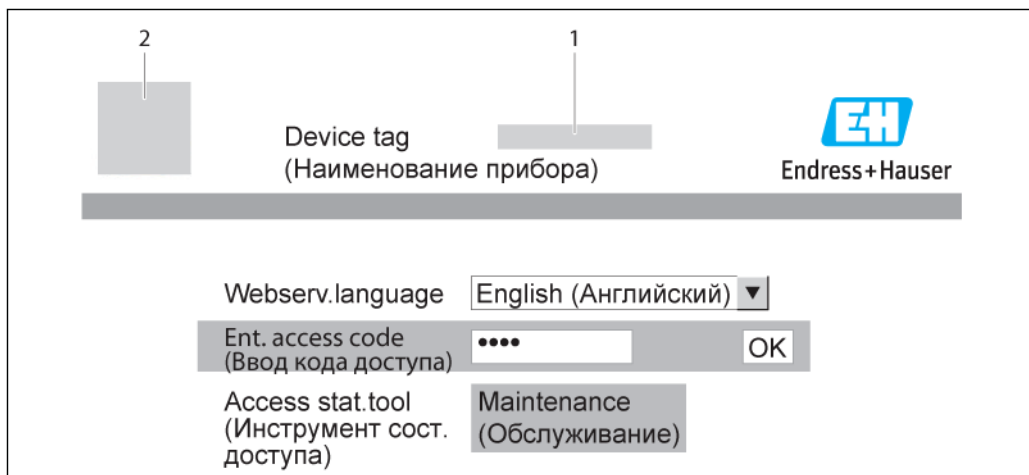 2
1
Device tag
(Наименование прибора)
EH
Endress+Hauser
Webserv.language
English (Английский)
Ent. access code
(Ввод кода доступа)
••••
OK
Access stat.tool
(Инструмент сост.
доступа)
Maintenance
(Обслуживание)